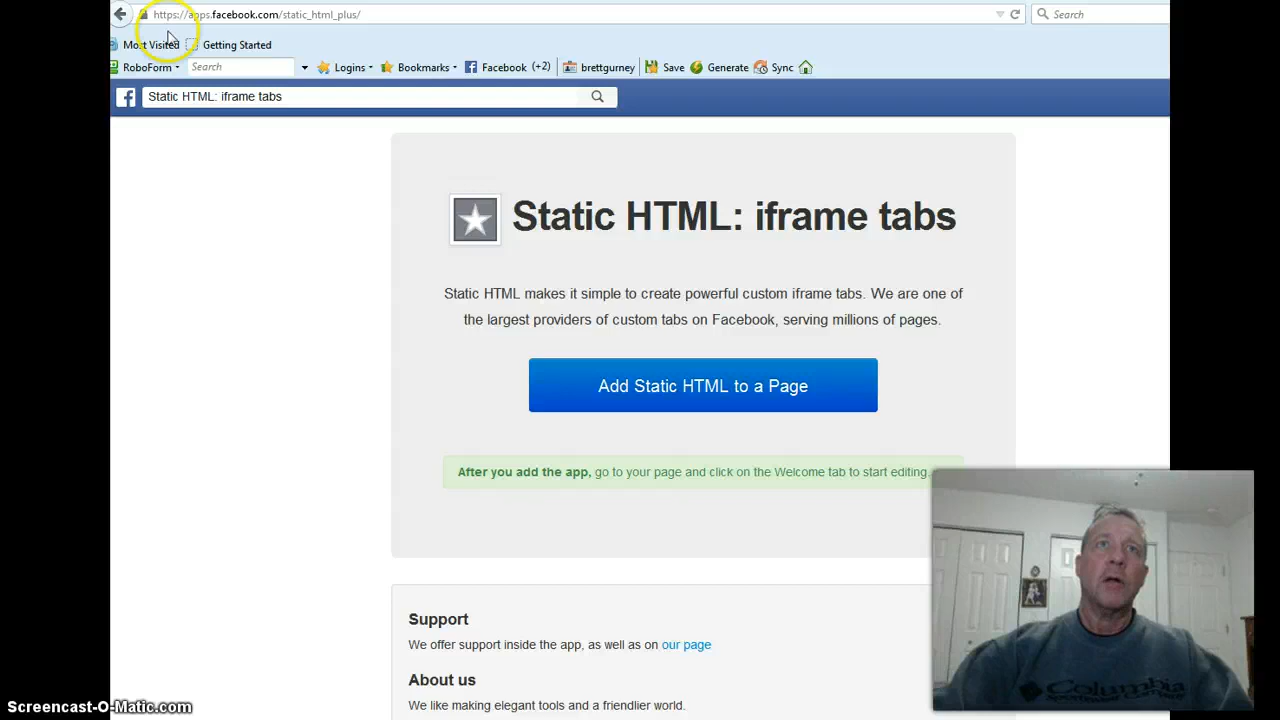 https://apps.facebook.com/static_html_plus/
Search
Most Visited Getting Started
RoboForm Search Logins Bookmarks Facebook (+2) brettgurney Save Generate Sync
Static HTML: iframe tabs
Static HTML: iframe tabs
Static HTML makes it simple to create powerful custom iframe tabs. We are one of
the largest providers of custom tabs on Facebook, serving millions of pages.
Add Static HTML to a Page
After you add the app, go to your page and click on the Welcome tab to start editing.
Support
We offer support inside the app, as well as on our page
About us
We like making elegant tools and a friendlier world.
Columbia
Screencast-O-Matic.com